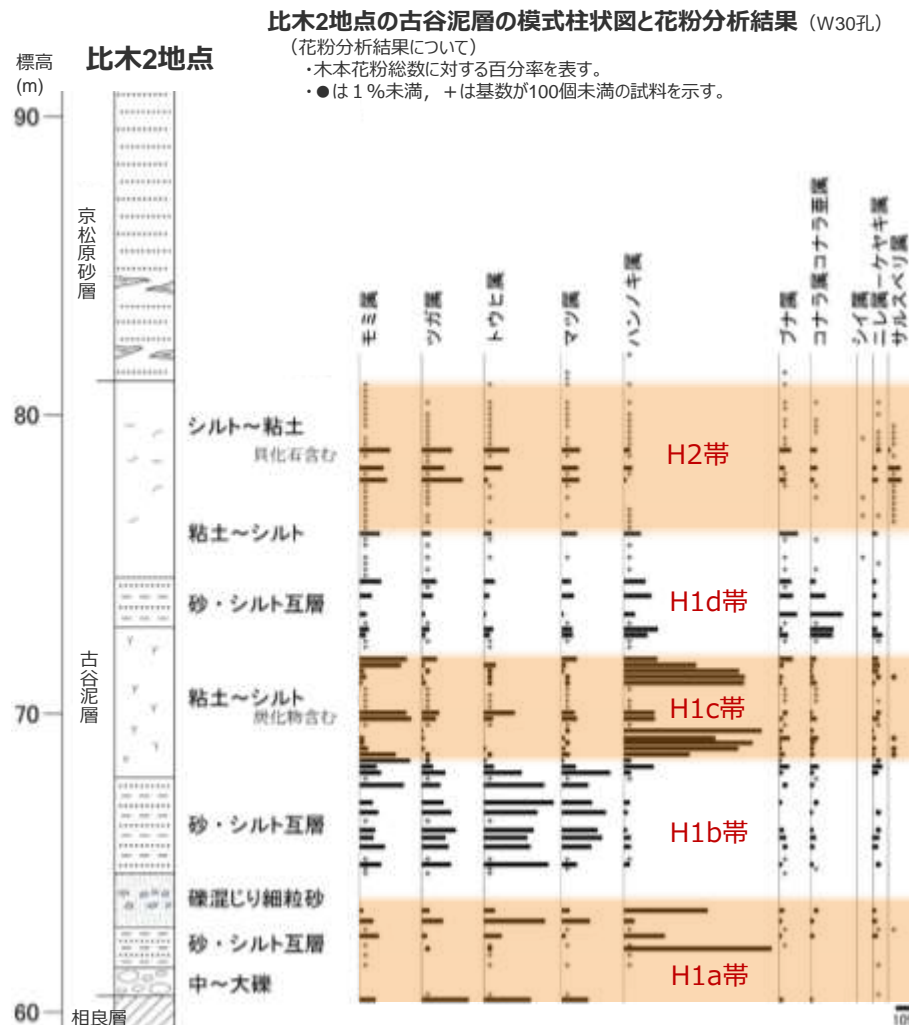 比木2地点の古谷泥層の模式柱状図と花粉分析結果（W30孔）
（花粉分析結果について）
・木本花粉総数に対する百分率を表す。
・●は１％未満，＋は基数が100個未満の試料を示す。
標高
(m)
比木2地点
90
80
70
60
京松原砂層
古谷泥層
相良層
シルト～粘土
貝化石含む
粘土～シルト
砂・シルト互層
粘土～シルト
炭化物含む
砂・シルト互層
礫混じり細粒砂
砂・シルト互層
中～大礫
モミ属
ツガ属
トウヒ属
マツ属
ハンノキ属
ブナ属
コナラ属コナラ亜属
シイ属
ニレ属ーケヤキ属
サルスベリ属
H2帯
H1d帯
H1c帯
H1b帯
H1a帯